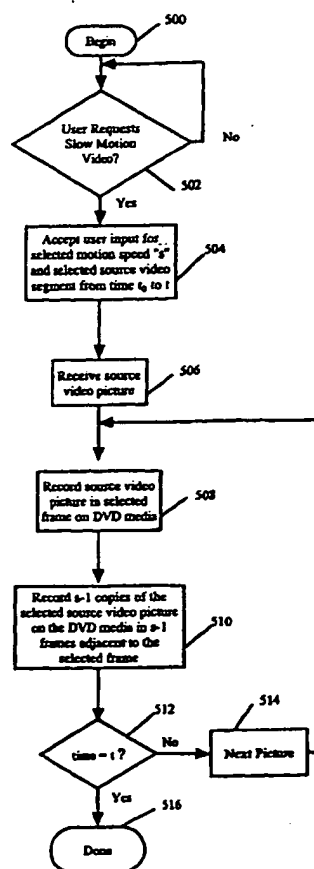 500
Begin
User Requests
Slow Motion
Video?
No
502
Yes
Accept user input for
selected motion speed "s"
and selected source video
segment from time t0 to t
504
Receive source
video picture
506
Record source video
picture in selected
frame on DVD media
508
Record s-1 copies of the
selected source video picture
on the DVD media in s-1
frames adjacent to the
selected frame
510
512
time = t ?
No
514
Next Picture
Yes
516
Done